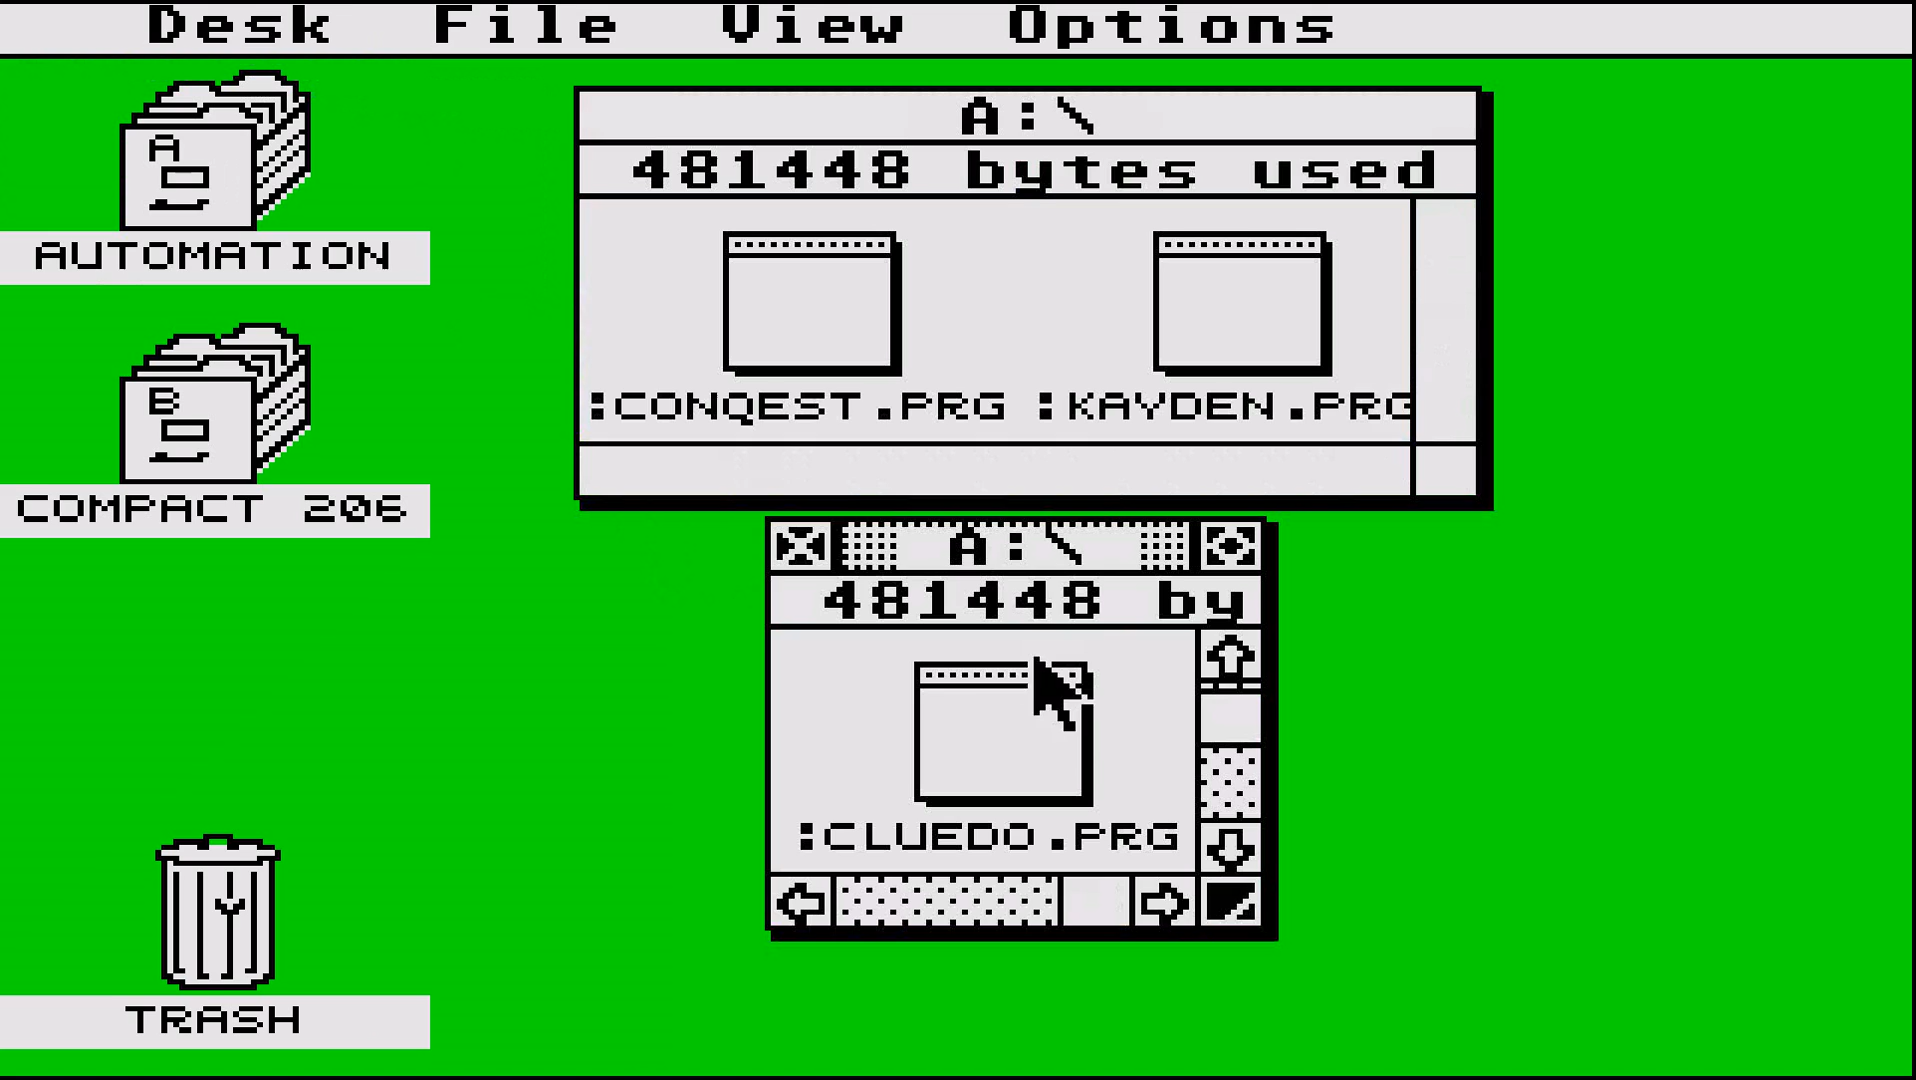 Desk File View Options
A
AUTOMATION
B
COMPACT 206
TRASH
A:\
481448 bytes used
:CONQEST.PRG :KAYDEN.PRG
A:\
481448 by
:CLUEDO.PRG